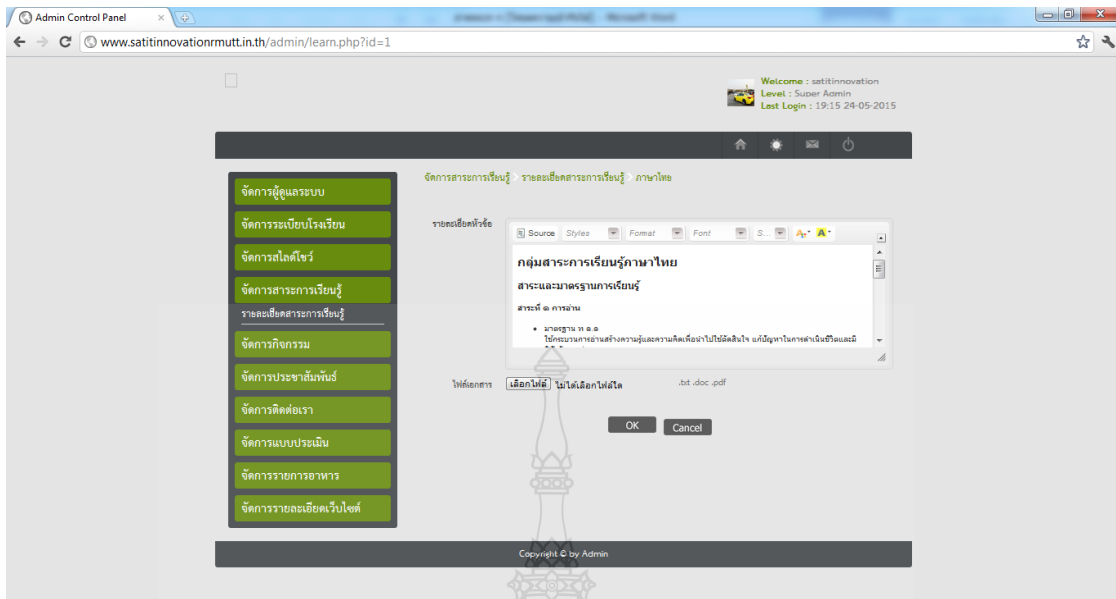 Admin Control Panel
www.satitinnovationrmutt.in.th/admin/learn.php?id=1
Welcome : satitinnovation
Level : Super Admin
Last Login : 19:15 24-05-2015
จัดการสาระการเรียนรู้ รายละเอียดสาระการเรียนรู้ ภาษาไทย
จัดการผู้ดูแลระบบ
จัดการระเบียบโรงเรียน
จัดการสไลด์โชว์
จัดการสาระการเรียนรู้
รายละเอียดสาระการเรียนรู้
จัดการกิจกรรม
จัดการประชาสัมพันธ์
จัดการติดต่อเรา
จัดการแบบประเมิน
จัดการรายการอาหาร
จัดการรายละเอียดเว็บไซต์
รายละเอียดหัวข้อ
Source Styles Format Font S... A A
กลุ่มสาระการเรียนรู้ภาษาไทย
สาระและมาตรฐานการเรียนรู้
สาระที่ ๑ การอ่าน
มาตรฐาน ท ๑.๑
ใช้กระบวนการอ่านสร้างความรู้และความคิดเพื่อนำไปใช้ตัดสินใจ แก้ปัญหาในการดำเนินชีวิตและมี
ไฟล์เอกสาร เลือกไฟล์ ไม่ได้เลือกไฟล์ใด .txt .doc .pdf
OK Cancel
Copyright © by Admin